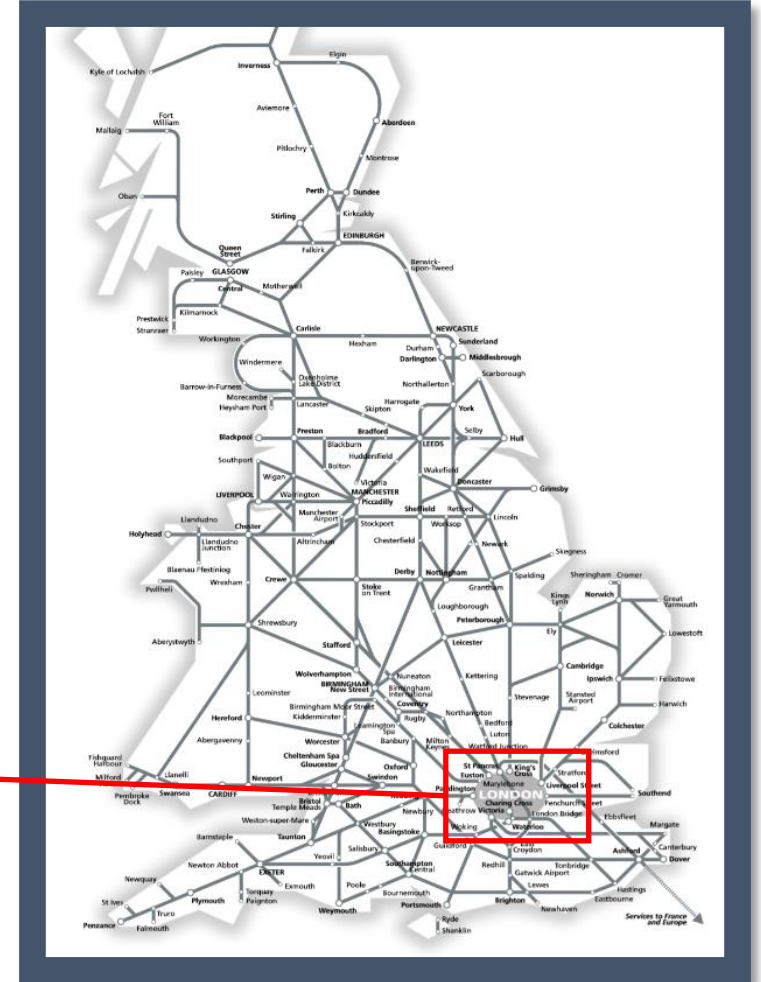 Elgin
Inverness
Kyle of Lochalsh
Aviemore
Fort
William
Mallaig
Aberdeen
Pitlochry
Montrose
Perth
Dundee
Oban
Stirling
Kirkcaldy
EDINBURGH
Queen
Street
Falkirk
Berwick-
upon-Tweed
Paisley
GLASGOW
Central
Motherwell
Kilmarnock
Prestwick
Stranraer
Carlisle
NEWCASTLE
Workington
Hexham
Sunderland
Durham
Darlington
Middlesbrough
Windermere
Scarborough
Oxenholme
Lake District
Barrow-in-Furness
Northallerton
Morecambe
Heysham Port
Lancaster
Harrogate
Skipton
York
Blackpool
Preston
Bradford
Selby
Blackburn
LEEDS
Hull
Huddersfield
Southport
Bolton
Wakefield
Wigan
Victoria
Doncaster
LIVERPOOL
Warrington
MANCHESTER
Piccadilly
Grimsby
Manchester
Airport
Sheffield
Retford
Lincoln
Llandudno
Chester
Stockport
Worksop
Holyhead
Llandudno
Junction
Altrincham
Chesterfield
Newark
Skegness
Blaenau Ffestiniog
Wrexham
Crewe
Derby
Nottingham
Spalding
Sheringham
Cromer
Pwllheli
Stoke
on Trent
Grantham
Kings
Lynn
Norwich
Great
Yarmouth
Loughborough
Shrewsbury
Peterborough
Ely
Lowestoft
Aberystwyth
Stafford
Leicester
Wolverhampton
Cambridge
BIRMINGHAM
New Street
Nuneaton
Kettering
Ipswich
Felixstowe
Birmingham
International
Leominster
Coventry
Stevenage
Stansted
Airport
Birmingham Moor Street
Harwich
Hereford
Kidderminster
Rugby
Northampton
Leamington
Spa
Bedford
Colchester
Abergavenny
Worcester
Banbury
Milton
Keynes
Luton
Cheltenham Spa
Watford Junction
Fishguard
Harbour
Gloucester
Oxford
St Pancras
King's
Cross
Euston
Stratford
Milford
Llanelli
Newport
Swindon
Paddington
Marylebone
Liverpool Street
Pembroke
Dock
Swansea
CARDIFF
LONDON
Southend
Bristol
Temple Meads
Bath
Charing Cross
Fenchurch Street
Victoria
London Bridge
Newbury
Ebbsfleet
Weston-super-Mare
Westbury
Woking
Waterloo
Margate
Barnstaple
Taunton
Basingstoke
Croydon
Canterbury
Yeovil
Salisbury
Guildford
Ashford
Dover
Newton Abbot
Southampton
Central
Redhill
Tonbridge
EXETER
Gatwick Airport
Newquay
Exmouth
Poole
Lewes
Hastings
Torquay
Paignton
Bournemouth
Eastbourne
St Ives
Plymouth
Weymouth
Portsmouth
Brighton
Newhaven
Truro
Penzance
Falmouth
Ryde
Shanklin
Services to France
and Europe